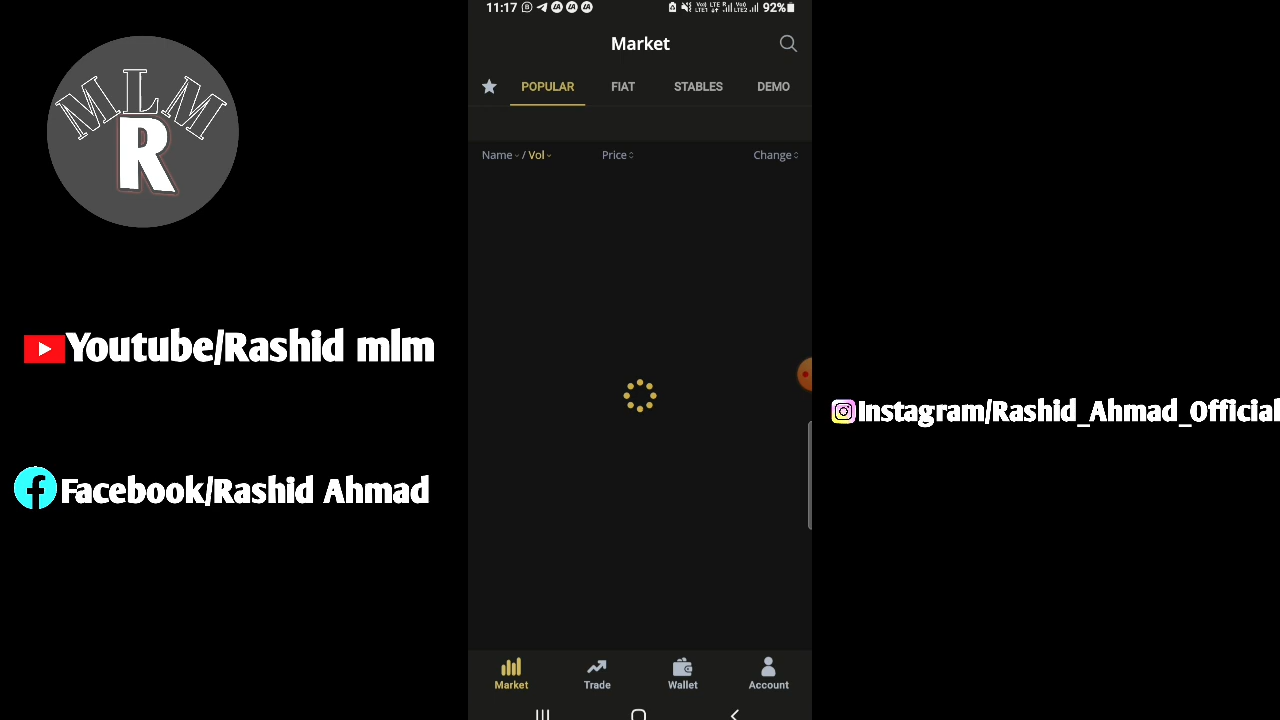 MLM
R
Youtube/Rashid mlm
Facebook/Rashid Ahmad
11:17
92%
Market
POPULAR FIAT STABLES DEMO
Name / Vol Price Change
Market Trade Wallet Account
Instagram/Rashid_Ahmad_Official